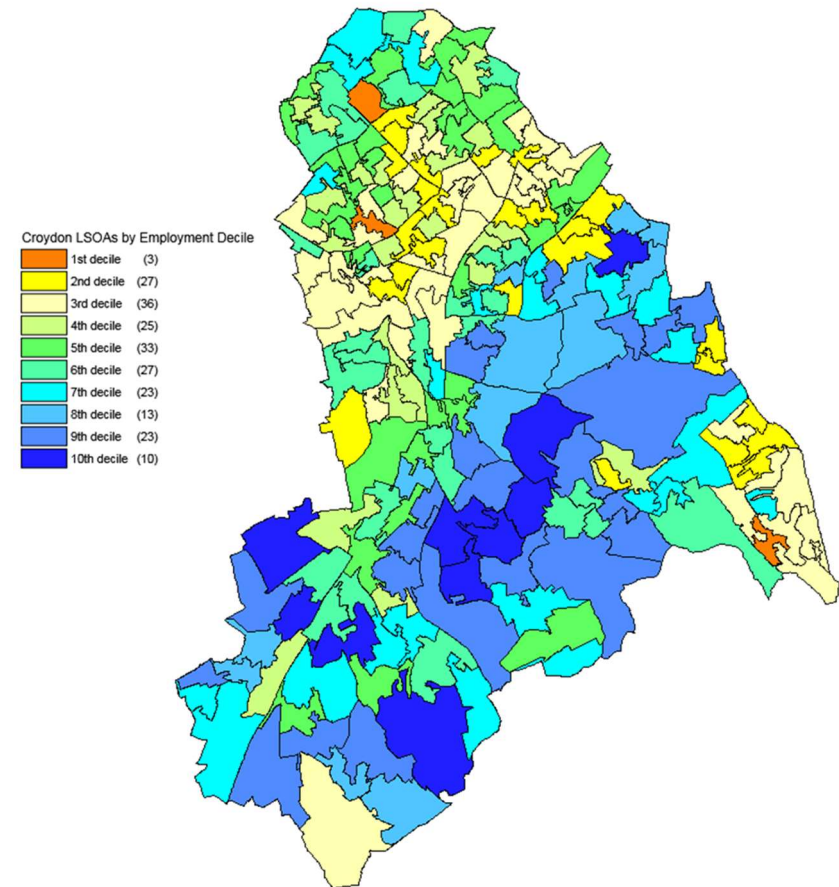 Croydon LSOAs by Employment Decile
1st decile (3)
2nd decile (27)
3rd decile (36)
4th decile (25)
5th decile (33)
6th decile (27)
7th decile (23)
8th decile (13)
9th decile (23)
10th decile (10)